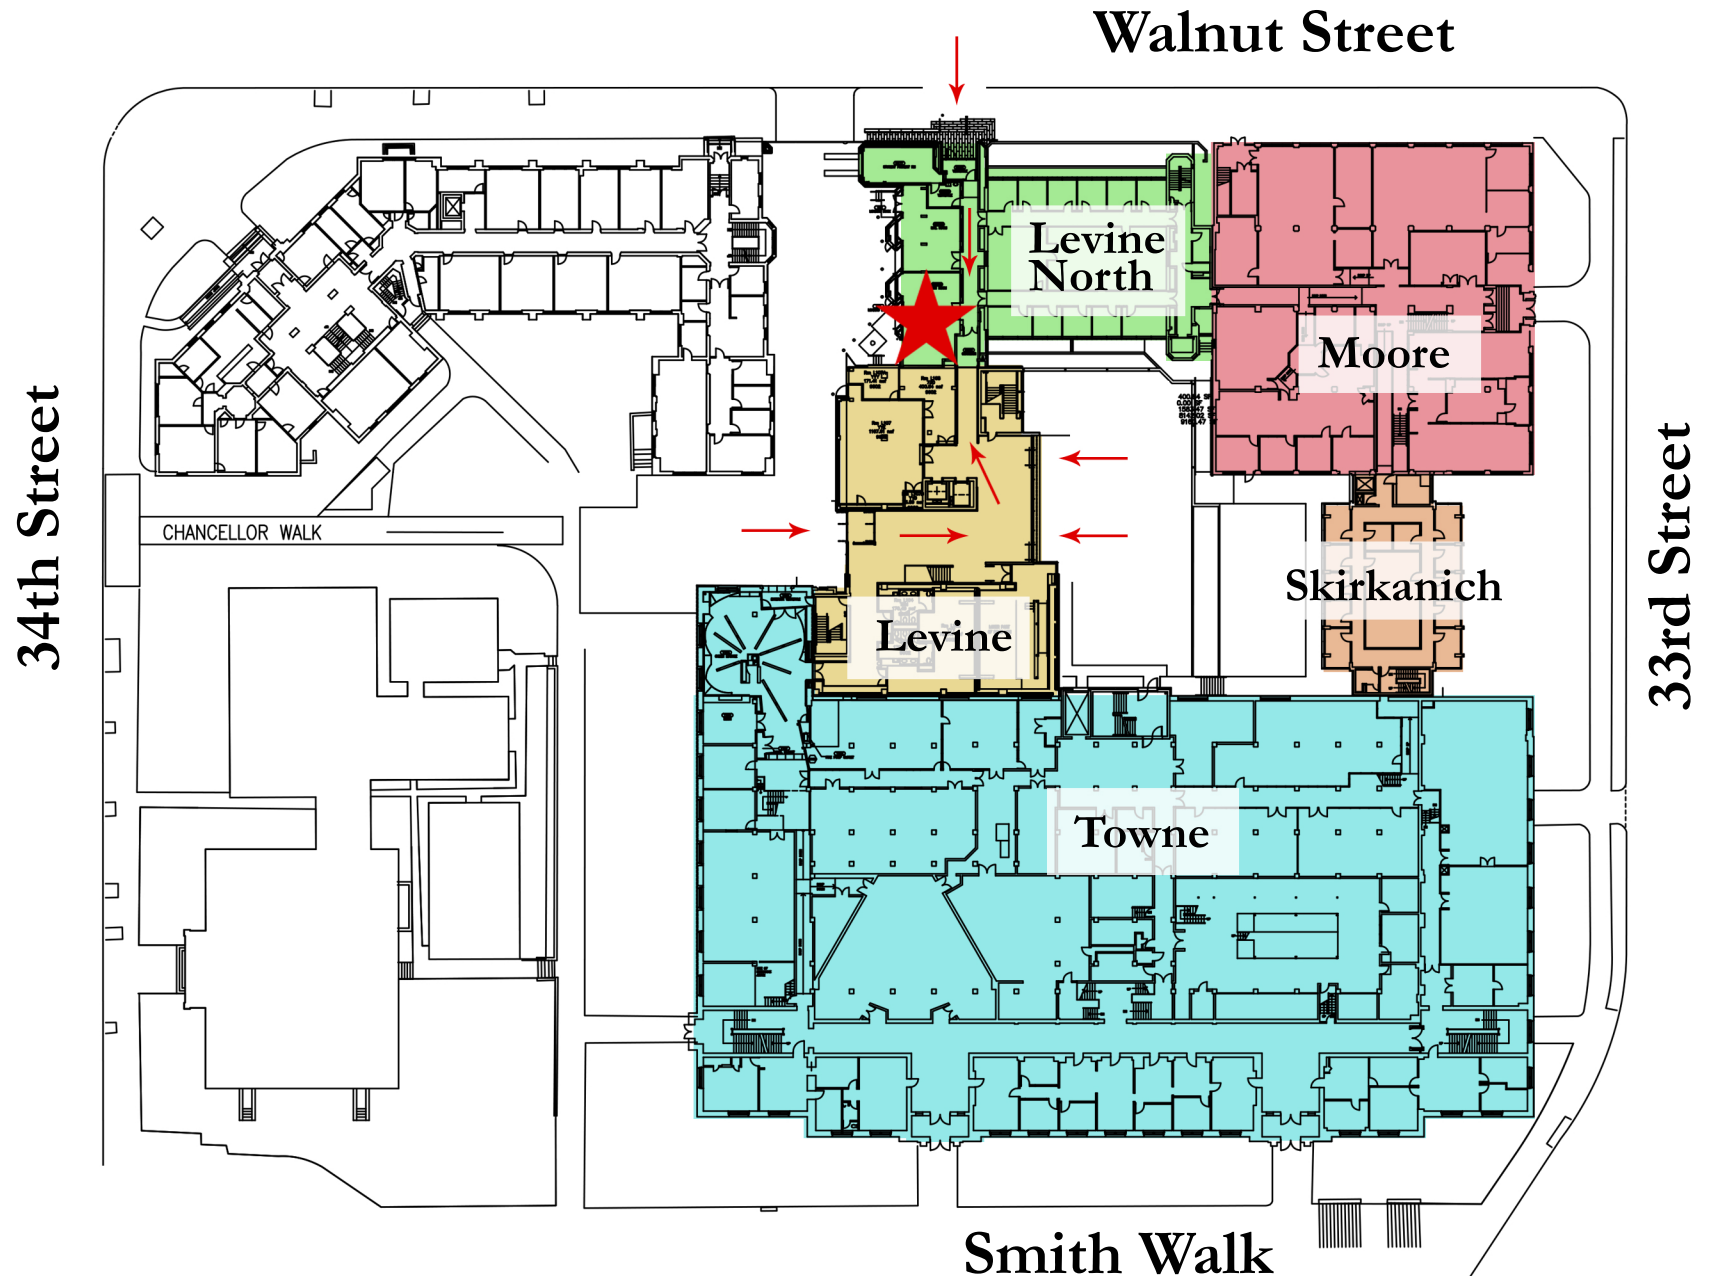 Walnut Street
Levine
North
Moore
34th Street
CHANCELLOR WALK
33rd Street
Skirkanich
Levine
Towne
Smith Walk